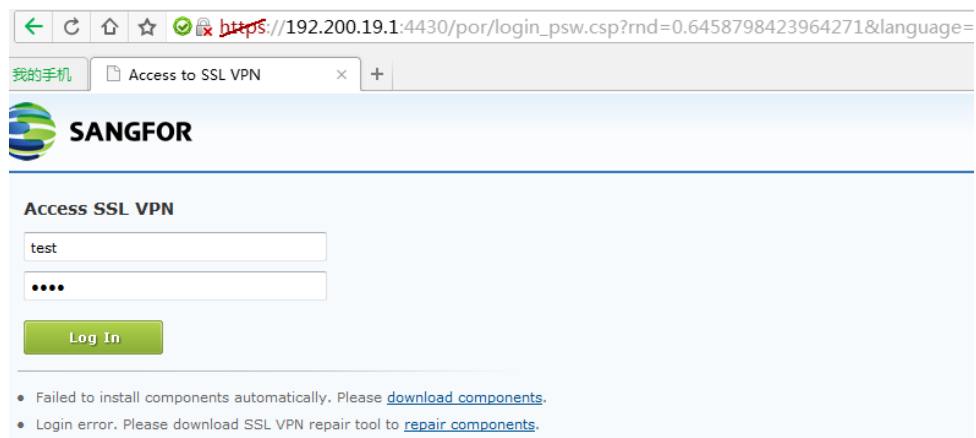 https://192.200.19.1:4430/por/login_psw.csp?rnd=0.6458798423964271&language=
我的手机 Access to SSL VPN
SANGFOR
Access SSL VPN
test
••••
Log In
Failed to install components automatically. Please download components.
Login error. Please download SSL VPN repair tool to repair components.